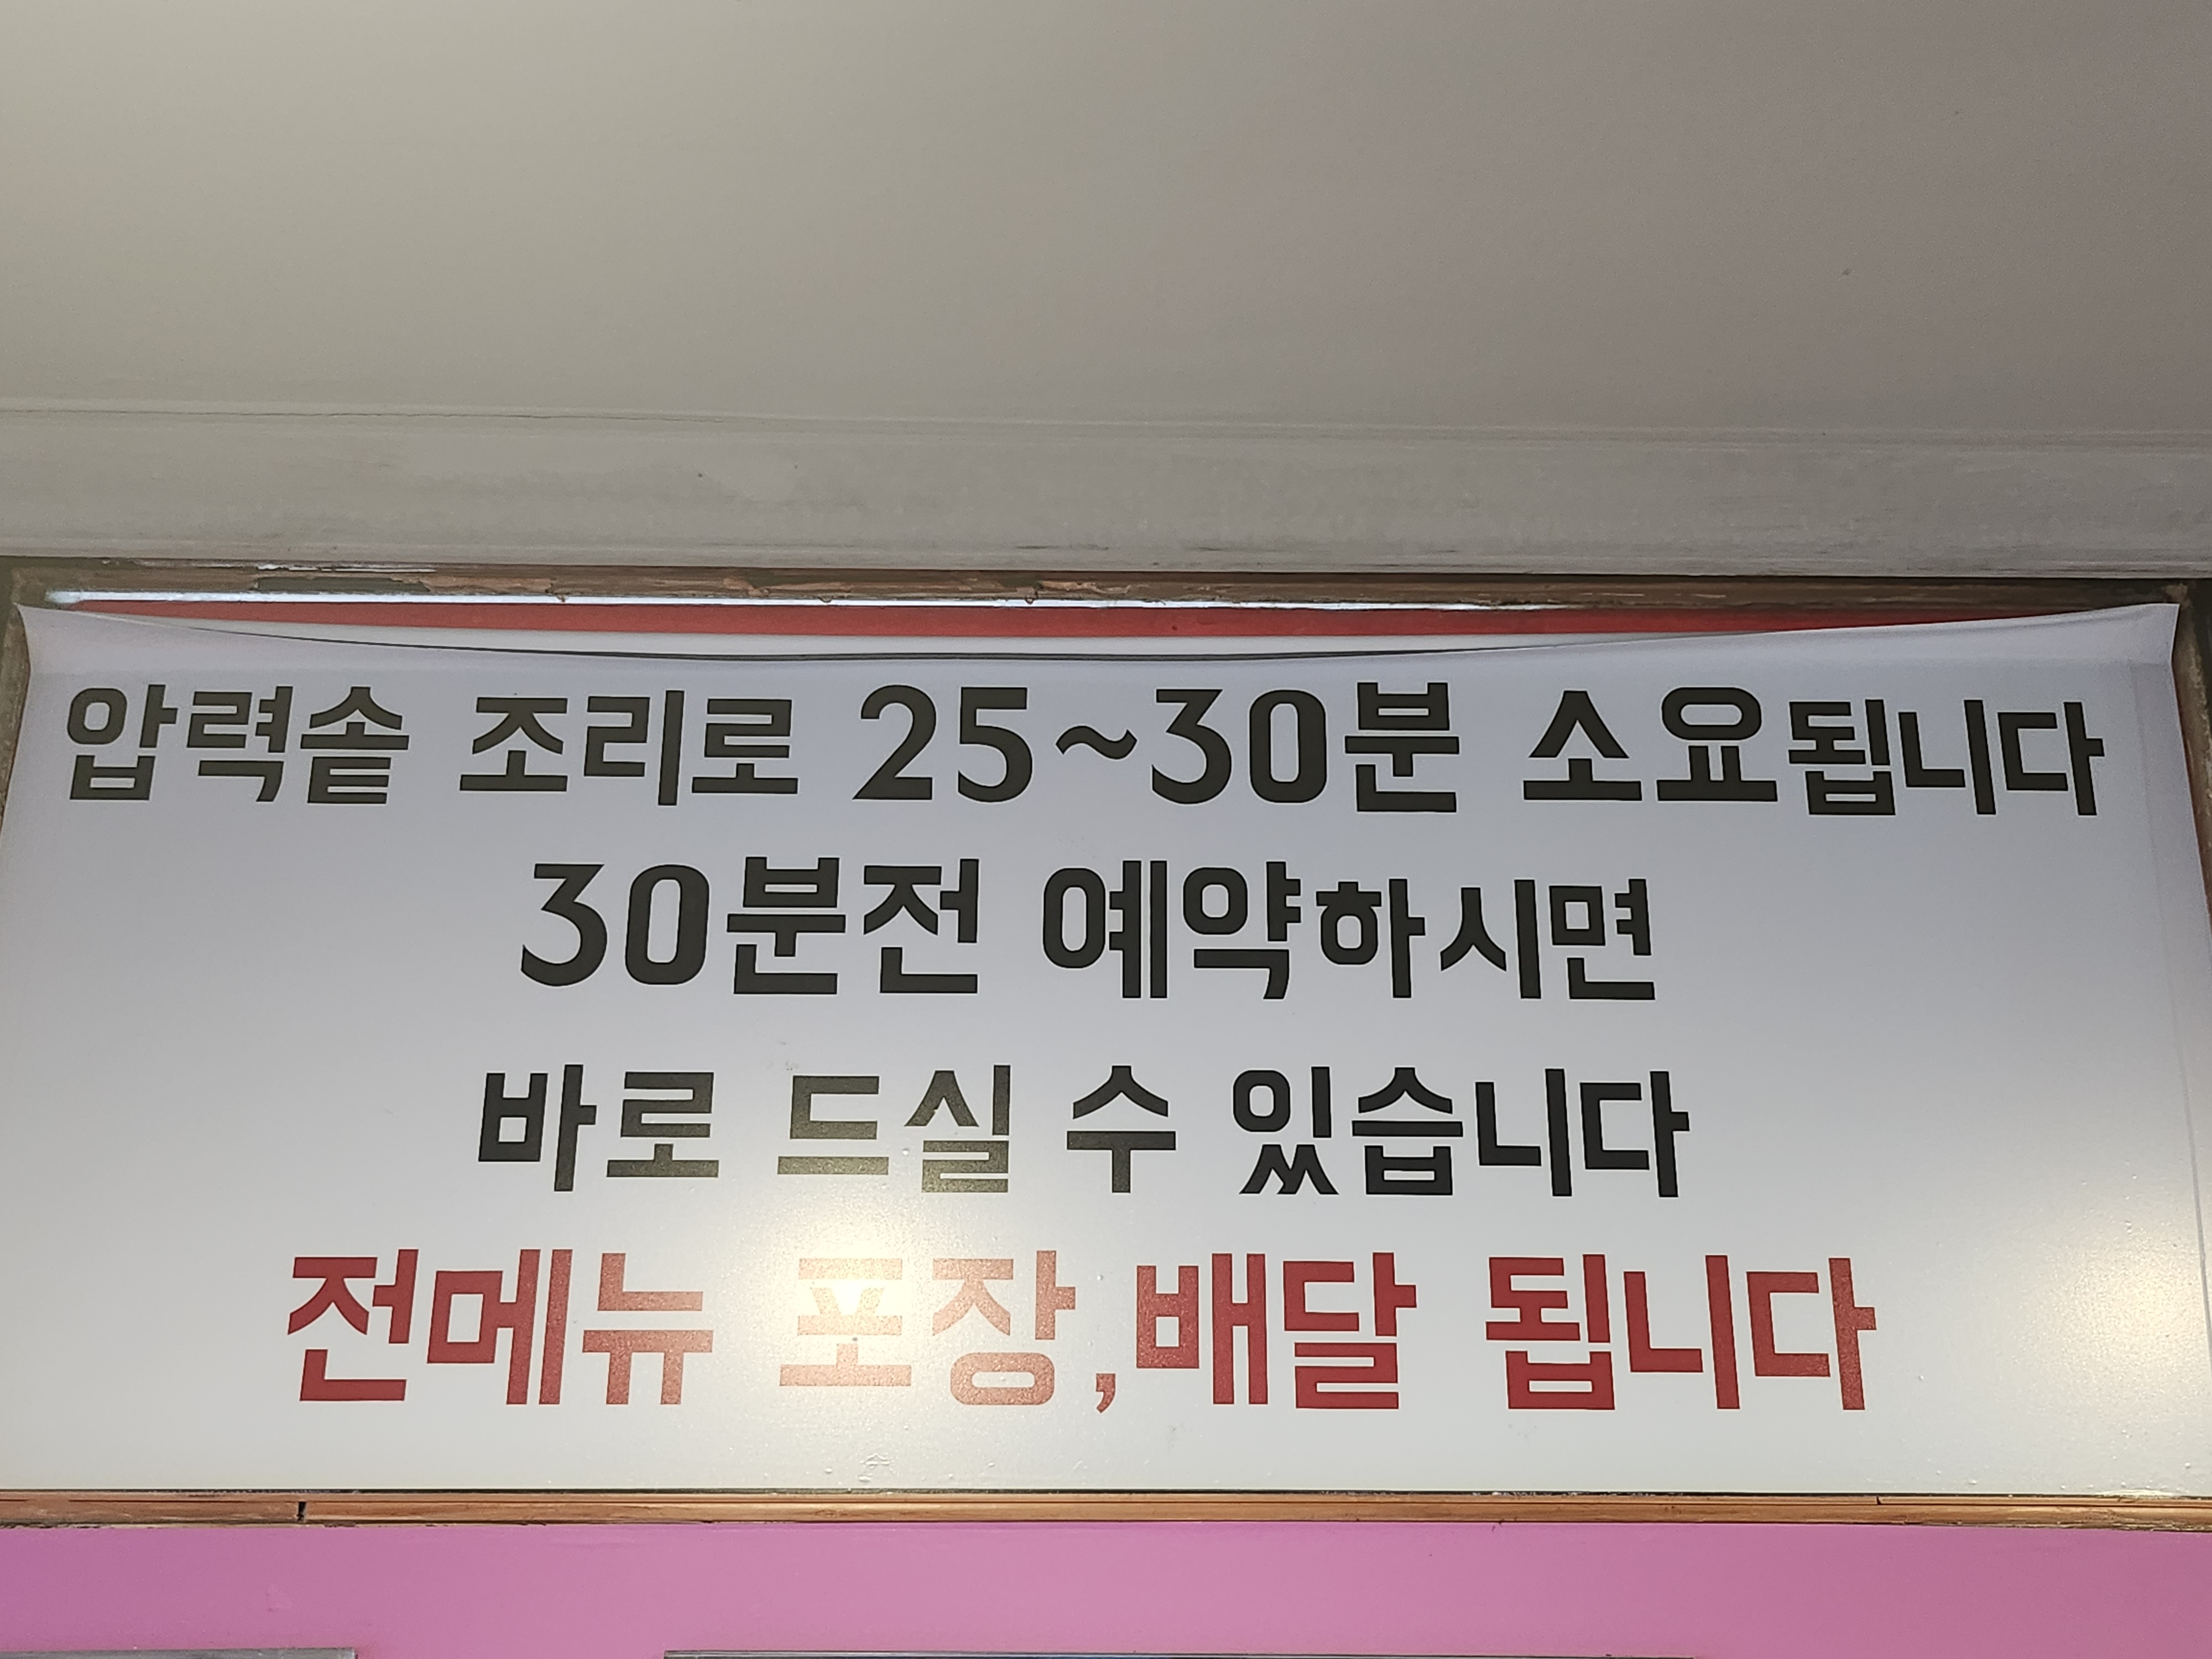 압력솥 조리로 25~30분 소요됩니다
30분전 예약하시면
바로 드실 수 있습니다
전메뉴 포장,배달 됩니다